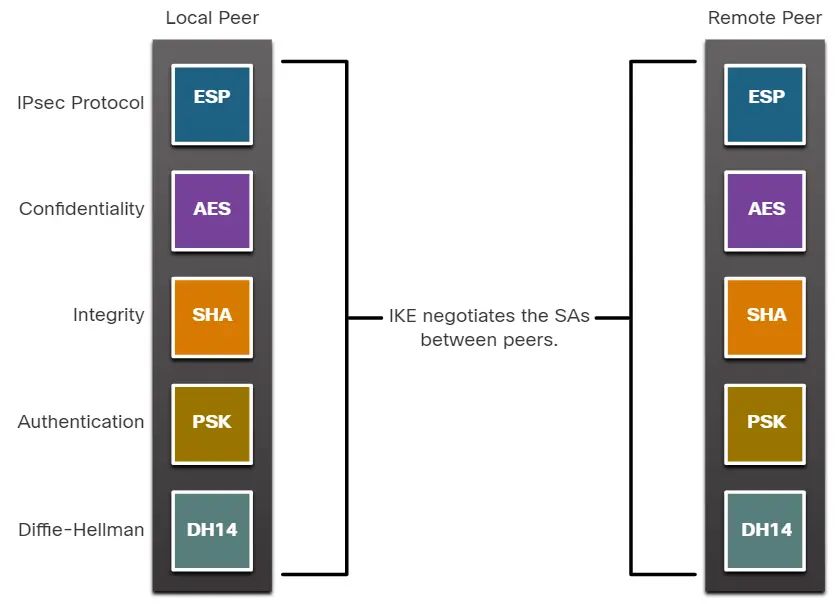 Local Peer
Remote Peer
IPsec Protocol
ESP
ESP
Confidentiality
AES
AES
Integrity
SHA
IKE negotiates the SAs
between peers.
SHA
Authentication
PSK
PSK
Diffie-Hellman
DH14
DH14